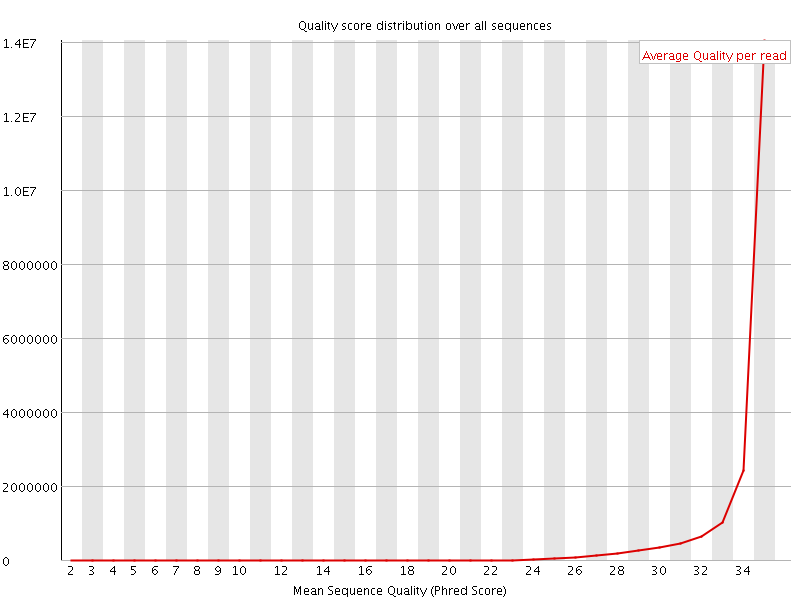 Quality score distribution over all sequences
Average Quality per read
1.4E7
1.2E7
1.0E7
8000000
6000000
4000000
2000000
0
2 3 4 5 6 7 8 9 10 12 14 16 18 20 22 24 26 28 30 32 34
Mean Sequence Quality (Phred Score)